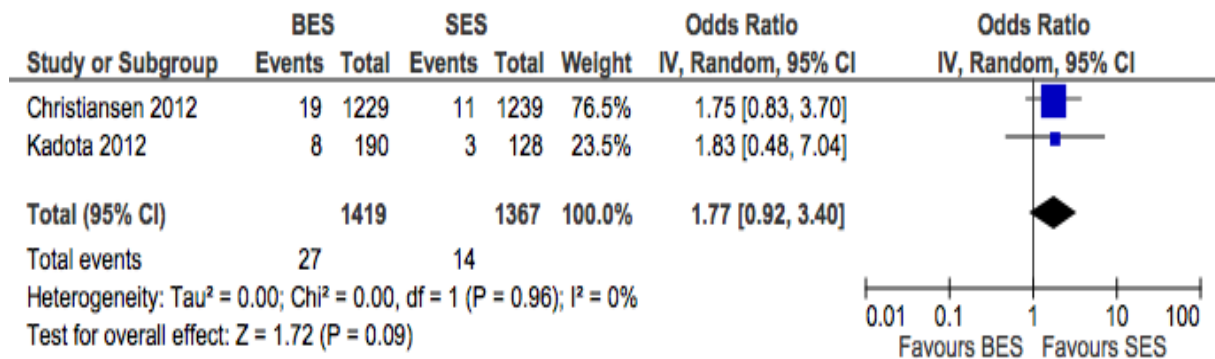 BES SES Odds Ratio Odds Ratio
Study or Subgroup Events Total Events Total Weight IV, Random, 95% CI IV, Random, 95% CI
Christiansen 2012 19 1229 11 1239 76.5% 1.75 [0.83, 3.70]
Kadota 2012 8 190 3 128 23.5% 1.83 [0.48, 7.04]
Total (95% CI) 1419 1367 100.0% 1.77 [0.92, 3.40]
Total events 27 14
Heterogeneity: Tau² = 0.00; Chi² = 0.00, df = 1 (P = 0.96); I² = 0%
Test for overall effect: Z = 1.72 (P = 0.09)
0.01 0.1 1 10 100
Favours BES Favours SES